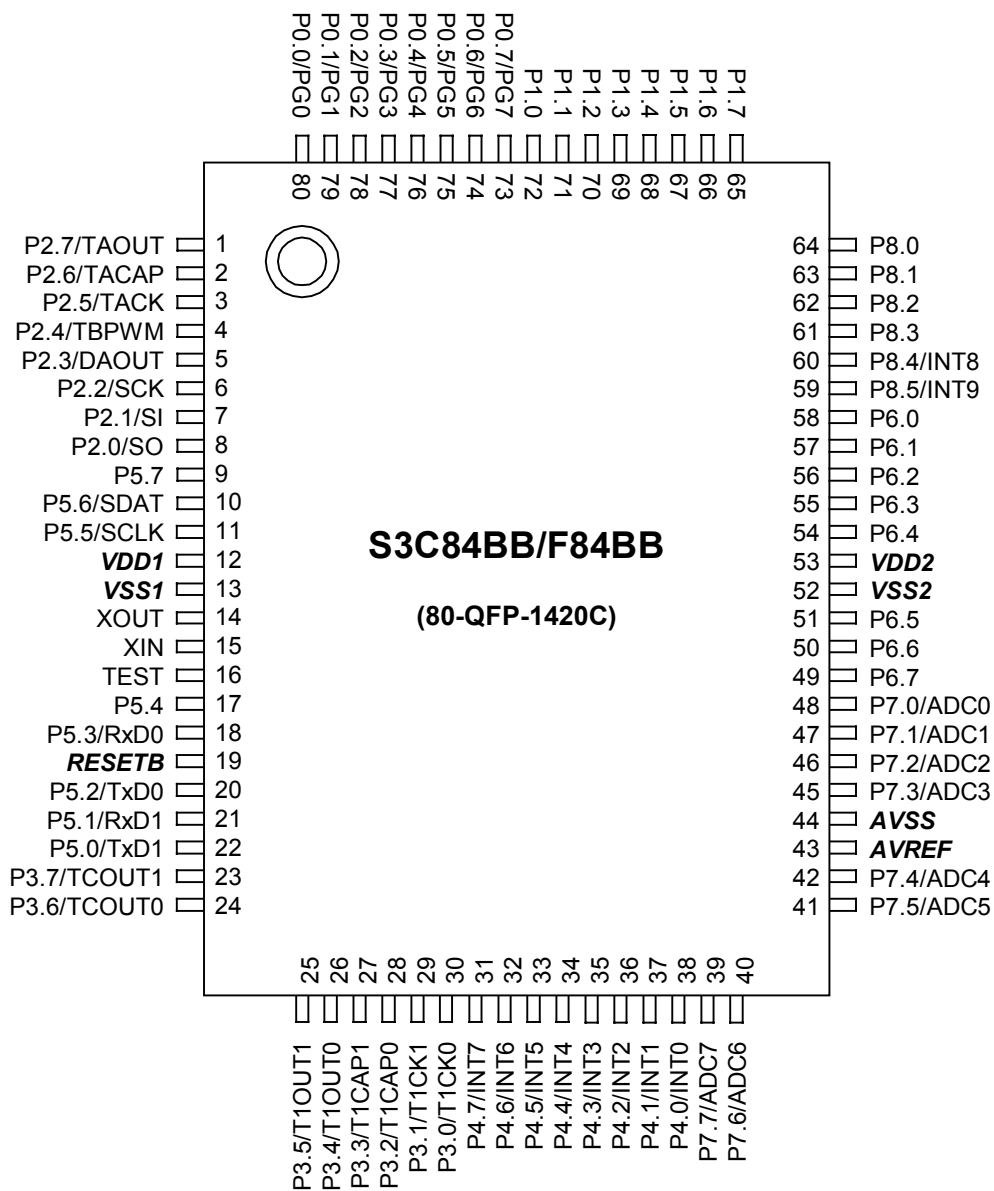 P0.0/PG0
P0.1/PG1
P0.2/PG2
P0.3/PG3
P0.4/PG4
P0.5/PG5
P0.6/PG6
P0.7/PG7
P1.0
P1.1
P1.2
P1.3
P1.4
P1.5
P1.6
P1.7
80
79
78
77
76
75
74
73
72
71
70
69
68
67
66
65
P2.7/TAOUT 1
P2.6/TACAP 2
P2.5/TACK 3
P2.4/TBPWM 4
P2.3/DAOUT 5
P2.2/SCK 6
P2.1/SI 7
P2.0/SO 8
P5.7 9
P5.6/SDAT 10
P5.5/SCLK 11
VDD1 12
VSS1 13
XOUT 14
XIN 15
TEST 16
P5.4 17
P5.3/RxD0 18
RESETB 19
P5.2/TxD0 20
P5.1/RxD1 21
P5.0/TxD1 22
P3.7/TCOUT1 23
P3.6/TCOUT0 24
S3C84BB/F84BB
(80-QFP-1420C)
64 P8.0
63 P8.1
62 P8.2
61 P8.3
60 P8.4/INT8
59 P8.5/INT9
58 P6.0
57 P6.1
56 P6.2
55 P6.3
54 P6.4
53 VDD2
52 VSS2
51 P6.5
50 P6.6
49 P6.7
48 P7.0/ADC0
47 P7.1/ADC1
46 P7.2/ADC2
45 P7.3/ADC3
44 AVSS
43 AVREF
42 P7.4/ADC4
41 P7.5/ADC5
25
26
27
28
29
30
31
32
33
34
35
36
37
38
39
40
P3.5/T1OUT1
P3.4/T1OUT0
P3.3/T1CAP1
P3.2/T1CAP0
P3.1/T1CK1
P3.0/T1CK0
P4.7/INT7
P4.6/INT6
P4.5/INT5
P4.4/INT4
P4.3/INT3
P4.2/INT2
P4.1/INT1
P4.0/INT0
P7.7/ADC7
P7.6/ADC6